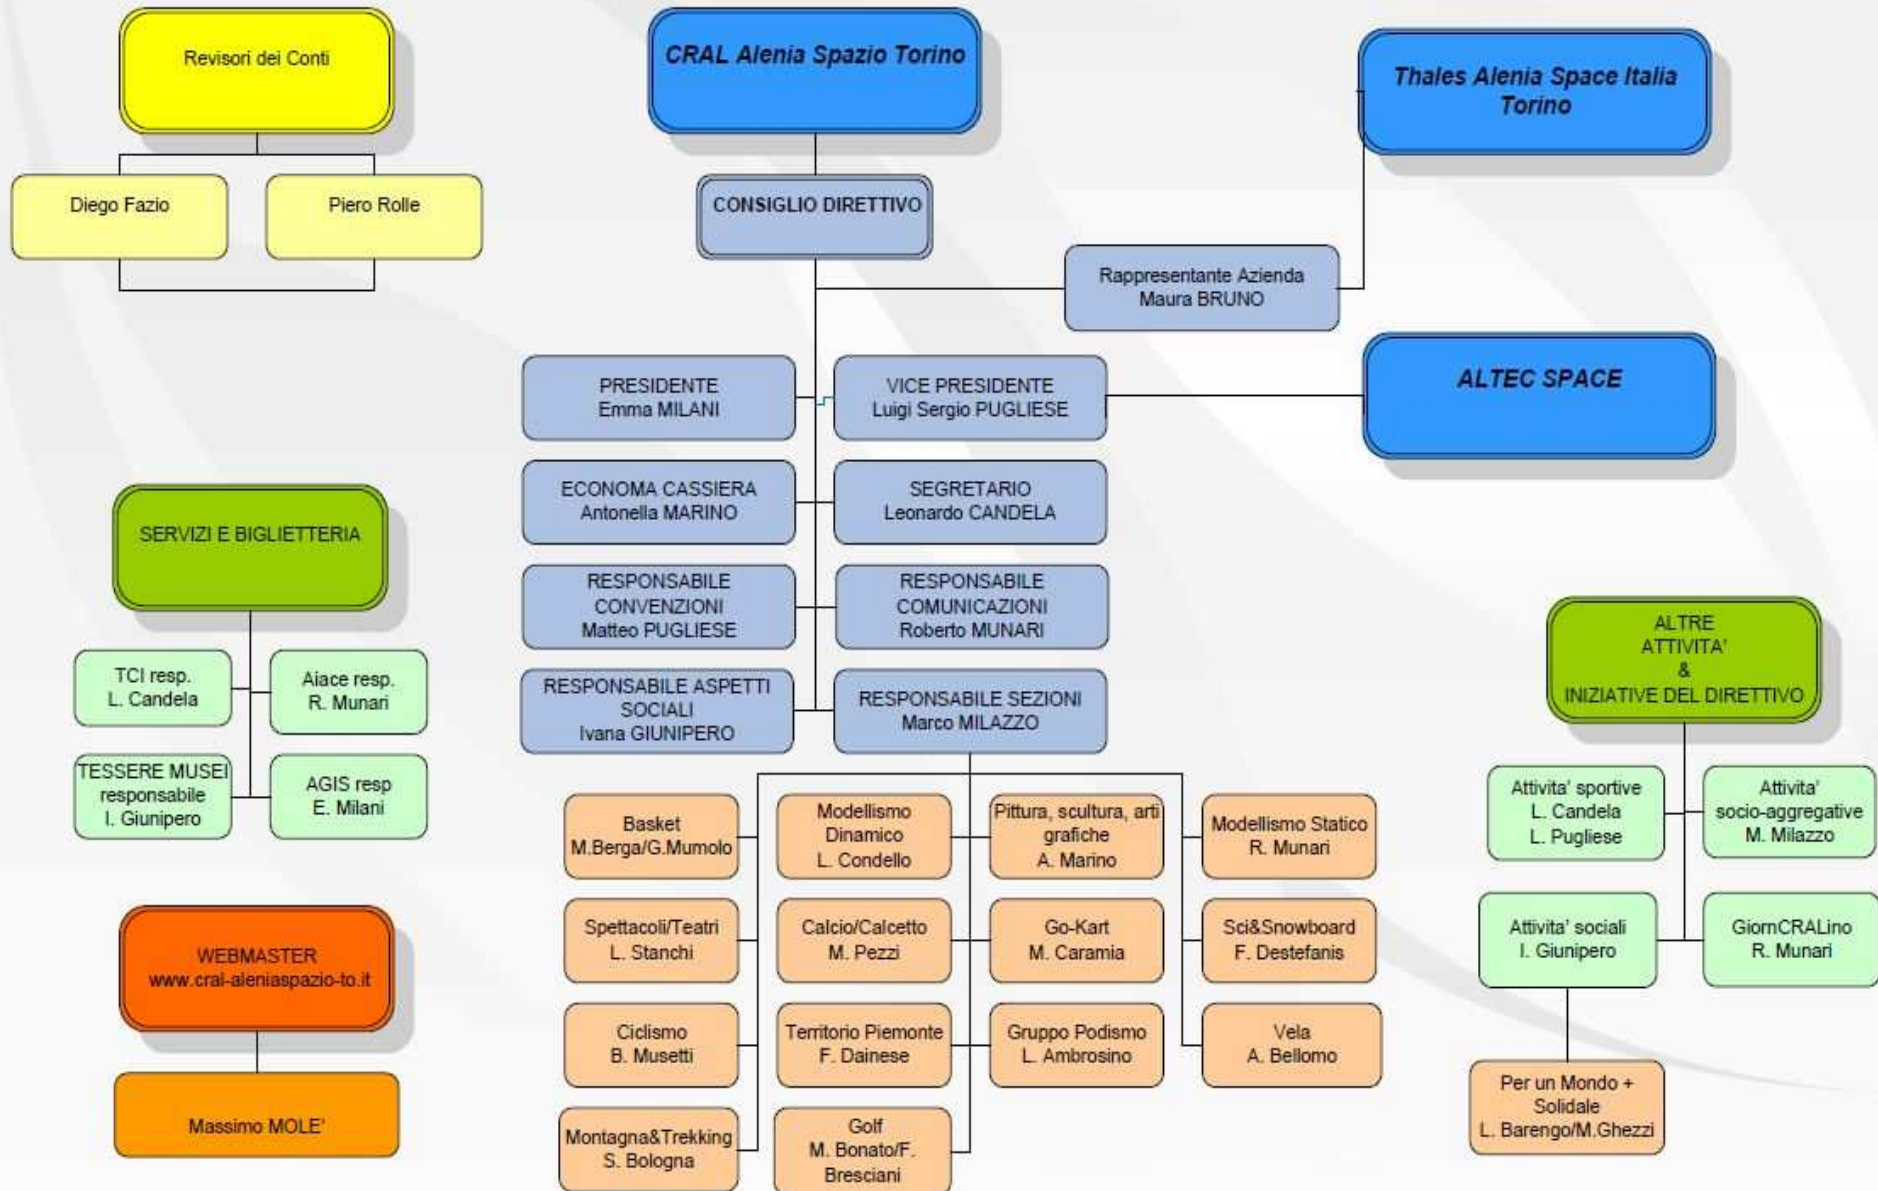 Revisori dei Conti
Diego Fazio
Piero Rolle
CRAL Alenia Spazio Torino
CONSIGLIO DIRETTIVO
Thales Alenia Space Italia
Torino
Rappresentante Azienda
Maura BRUNO
PRESIDENTE
Emma MILANI
VICE PRESIDENTE
Luigi Sergio PUGLIESE
ALTEC SPACE
ECONOMA CASSIERA
Antonella MARINO
SEGRETARIO
Leonardo CANDELA
RESPONSABILE
CONVENZIONI
Matteo PUGLIESE
RESPONSABILE
COMUNICAZIONI
Roberto MUNARI
RESPONSABILE ASPETTI
SOCIALI
Ivana GIUNIPERO
RESPONSABILE SEZIONI
Marco MILAZZO
SERVIZI E BIGLIETTERIA
TCI resp.
L. Candela
Aiace resp.
R. Munari
TESSERE MUSEI
responsabile
I. Giunipero
AGIS resp
E. Milani
WEBMASTER
www.cral-aleniaspazio-to.it
Massimo MOLE'
Basket
M.Berga/G.Mumolo
Modellismo
Dinamico
L. Condello
Pittura, scultura, arti
grafiche
A. Marino
Modellismo Statico
R. Munari
Spettacoli/Teatri
L. Stanchi
Calcio/Calcetto
M. Pezzi
Go-Kart
M. Caramia
Sci&Snowboard
F. Destefanis
Ciclismo
B. Musetti
Territorio Piemonte
F. Dainese
Gruppo Podismo
L. Ambrosino
Vela
A. Bellomo
Montagna&Trekking
S. Bologna
Golf
M. Bonato/F.
Bresciani
ALTRE
ATTIVITA'
&
INIZIATIVE DEL DIRETTIVO
Attivita' sportive
L. Candela
L. Pugliese
Attivita'
socio-aggregative
M. Milazzo
Attivita' sociali
I. Giunipero
GiornCRALino
R. Munari
Per un Mondo +
Solidale
L. Barengo/M.Ghezzi